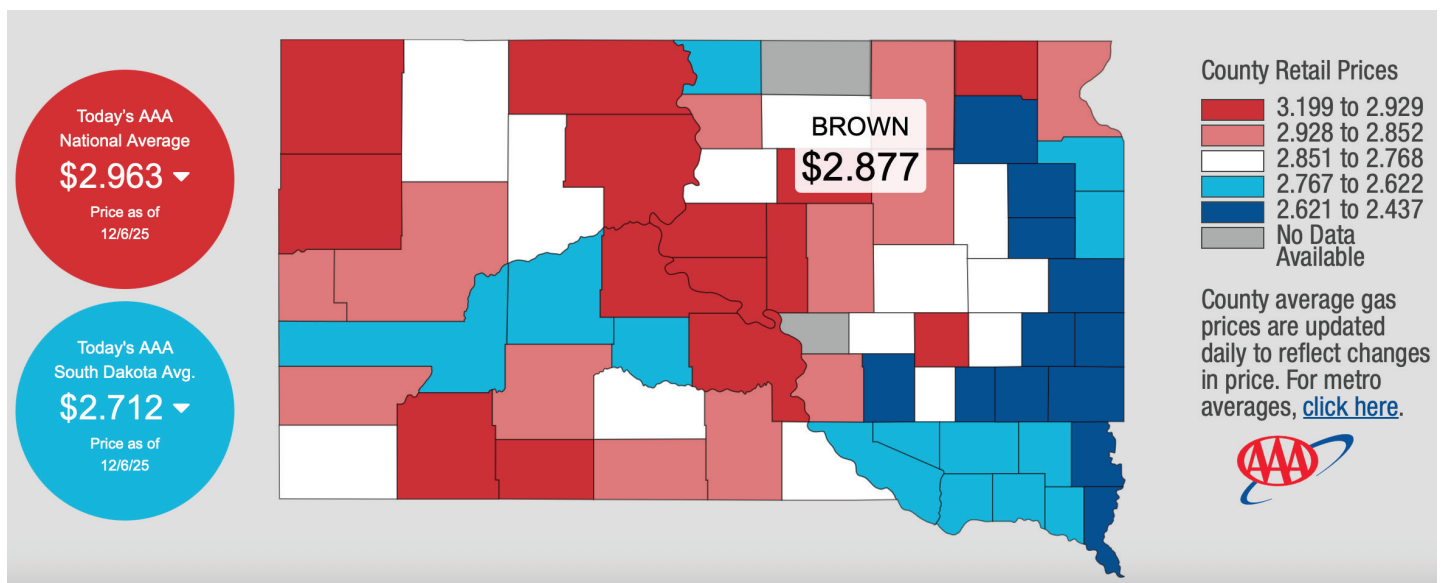 Today's AAA
National Average
$2.963
Price as of
12/6/25
Today's AAA
South Dakota Avg.
$2.712
Price as of
12/6/25
BROWN
$2.877
County Retail Prices
3.199 to 2.929
2.928 to 2.852
2.851 to 2.768
2.767 to 2.622
2.621 to 2.437
No Data
Available
County average gas
prices are updated
daily to reflect changes
in price. For metro
averages, click here.
AAA